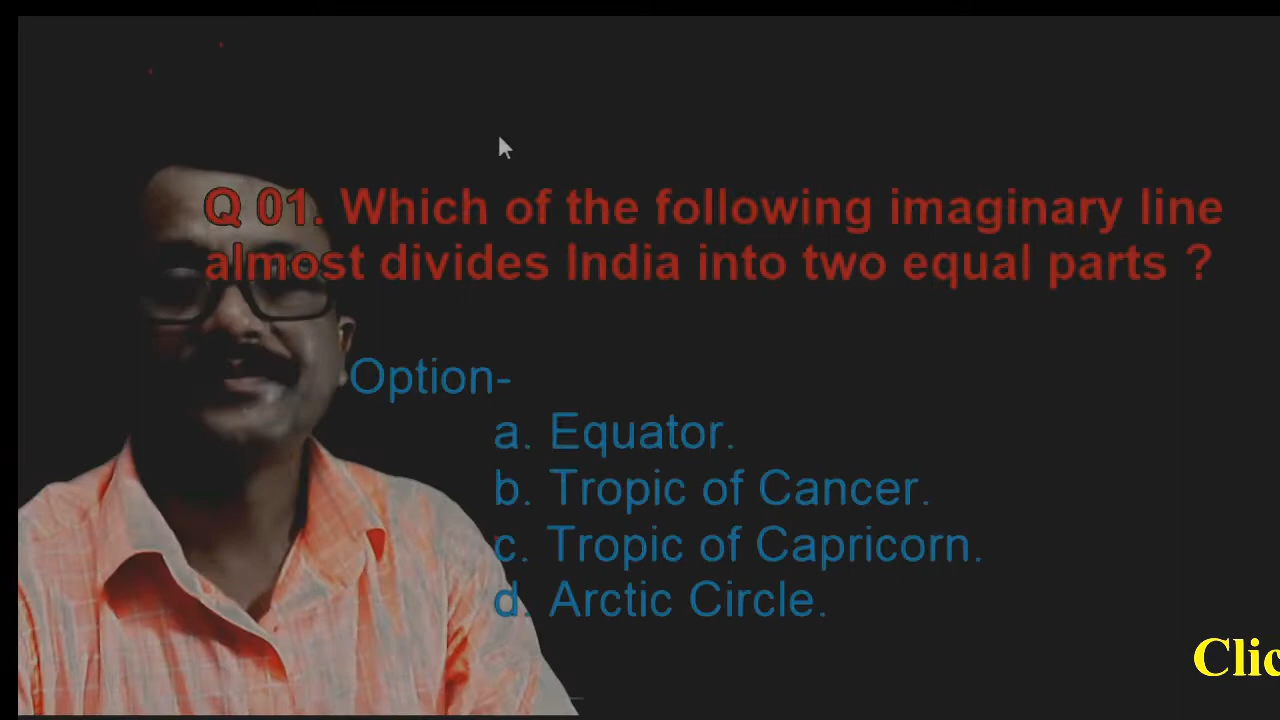 Q 01. Which of the following imaginary line
almost divides India into two equal parts ?
Option-
a. Equator.
b. Tropic of Cancer.
c. Tropic of Capricorn.
d. Arctic Circle.
Clic